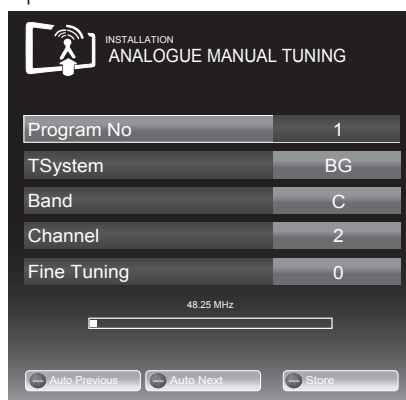 INSTALLATION
ANALOGUE MANUAL TUNING
Program No 1
TSystem BG
Band C
Channel 2
Fine Tuning 0
48.25 MHz
Auto Previous Auto Next Store